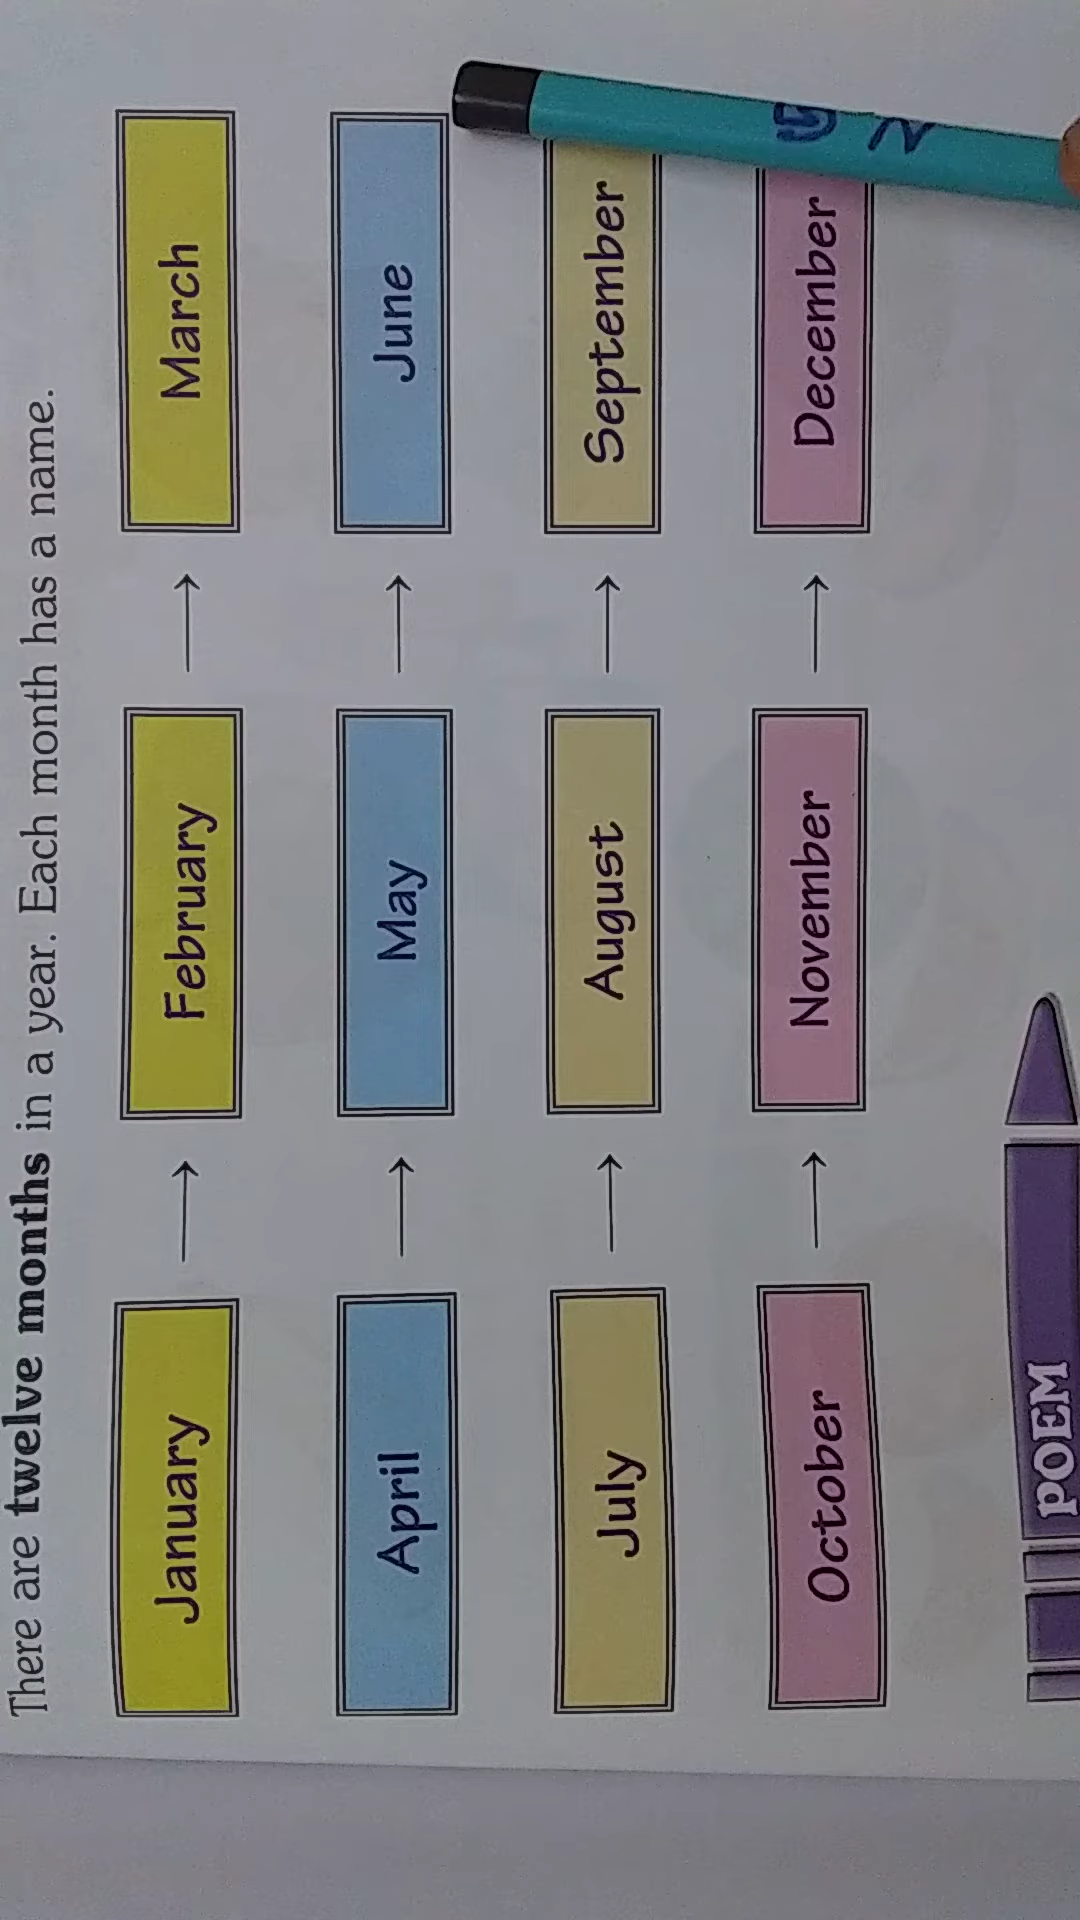 There are twelve months in a year. Each month has a name.
January → February → March
April → May → June
July → August → September
October → November → December
POEM